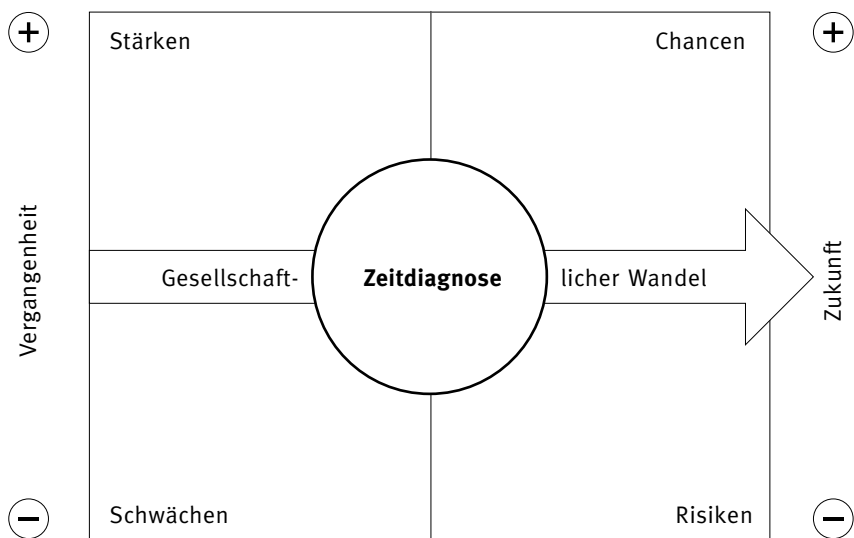 +
+
Stärken
Chancen
Vergangenheit
Gesellschaft-
Zeitdiagnose
licher Wandel
Zukunft
−
−
Schwächen
Risiken